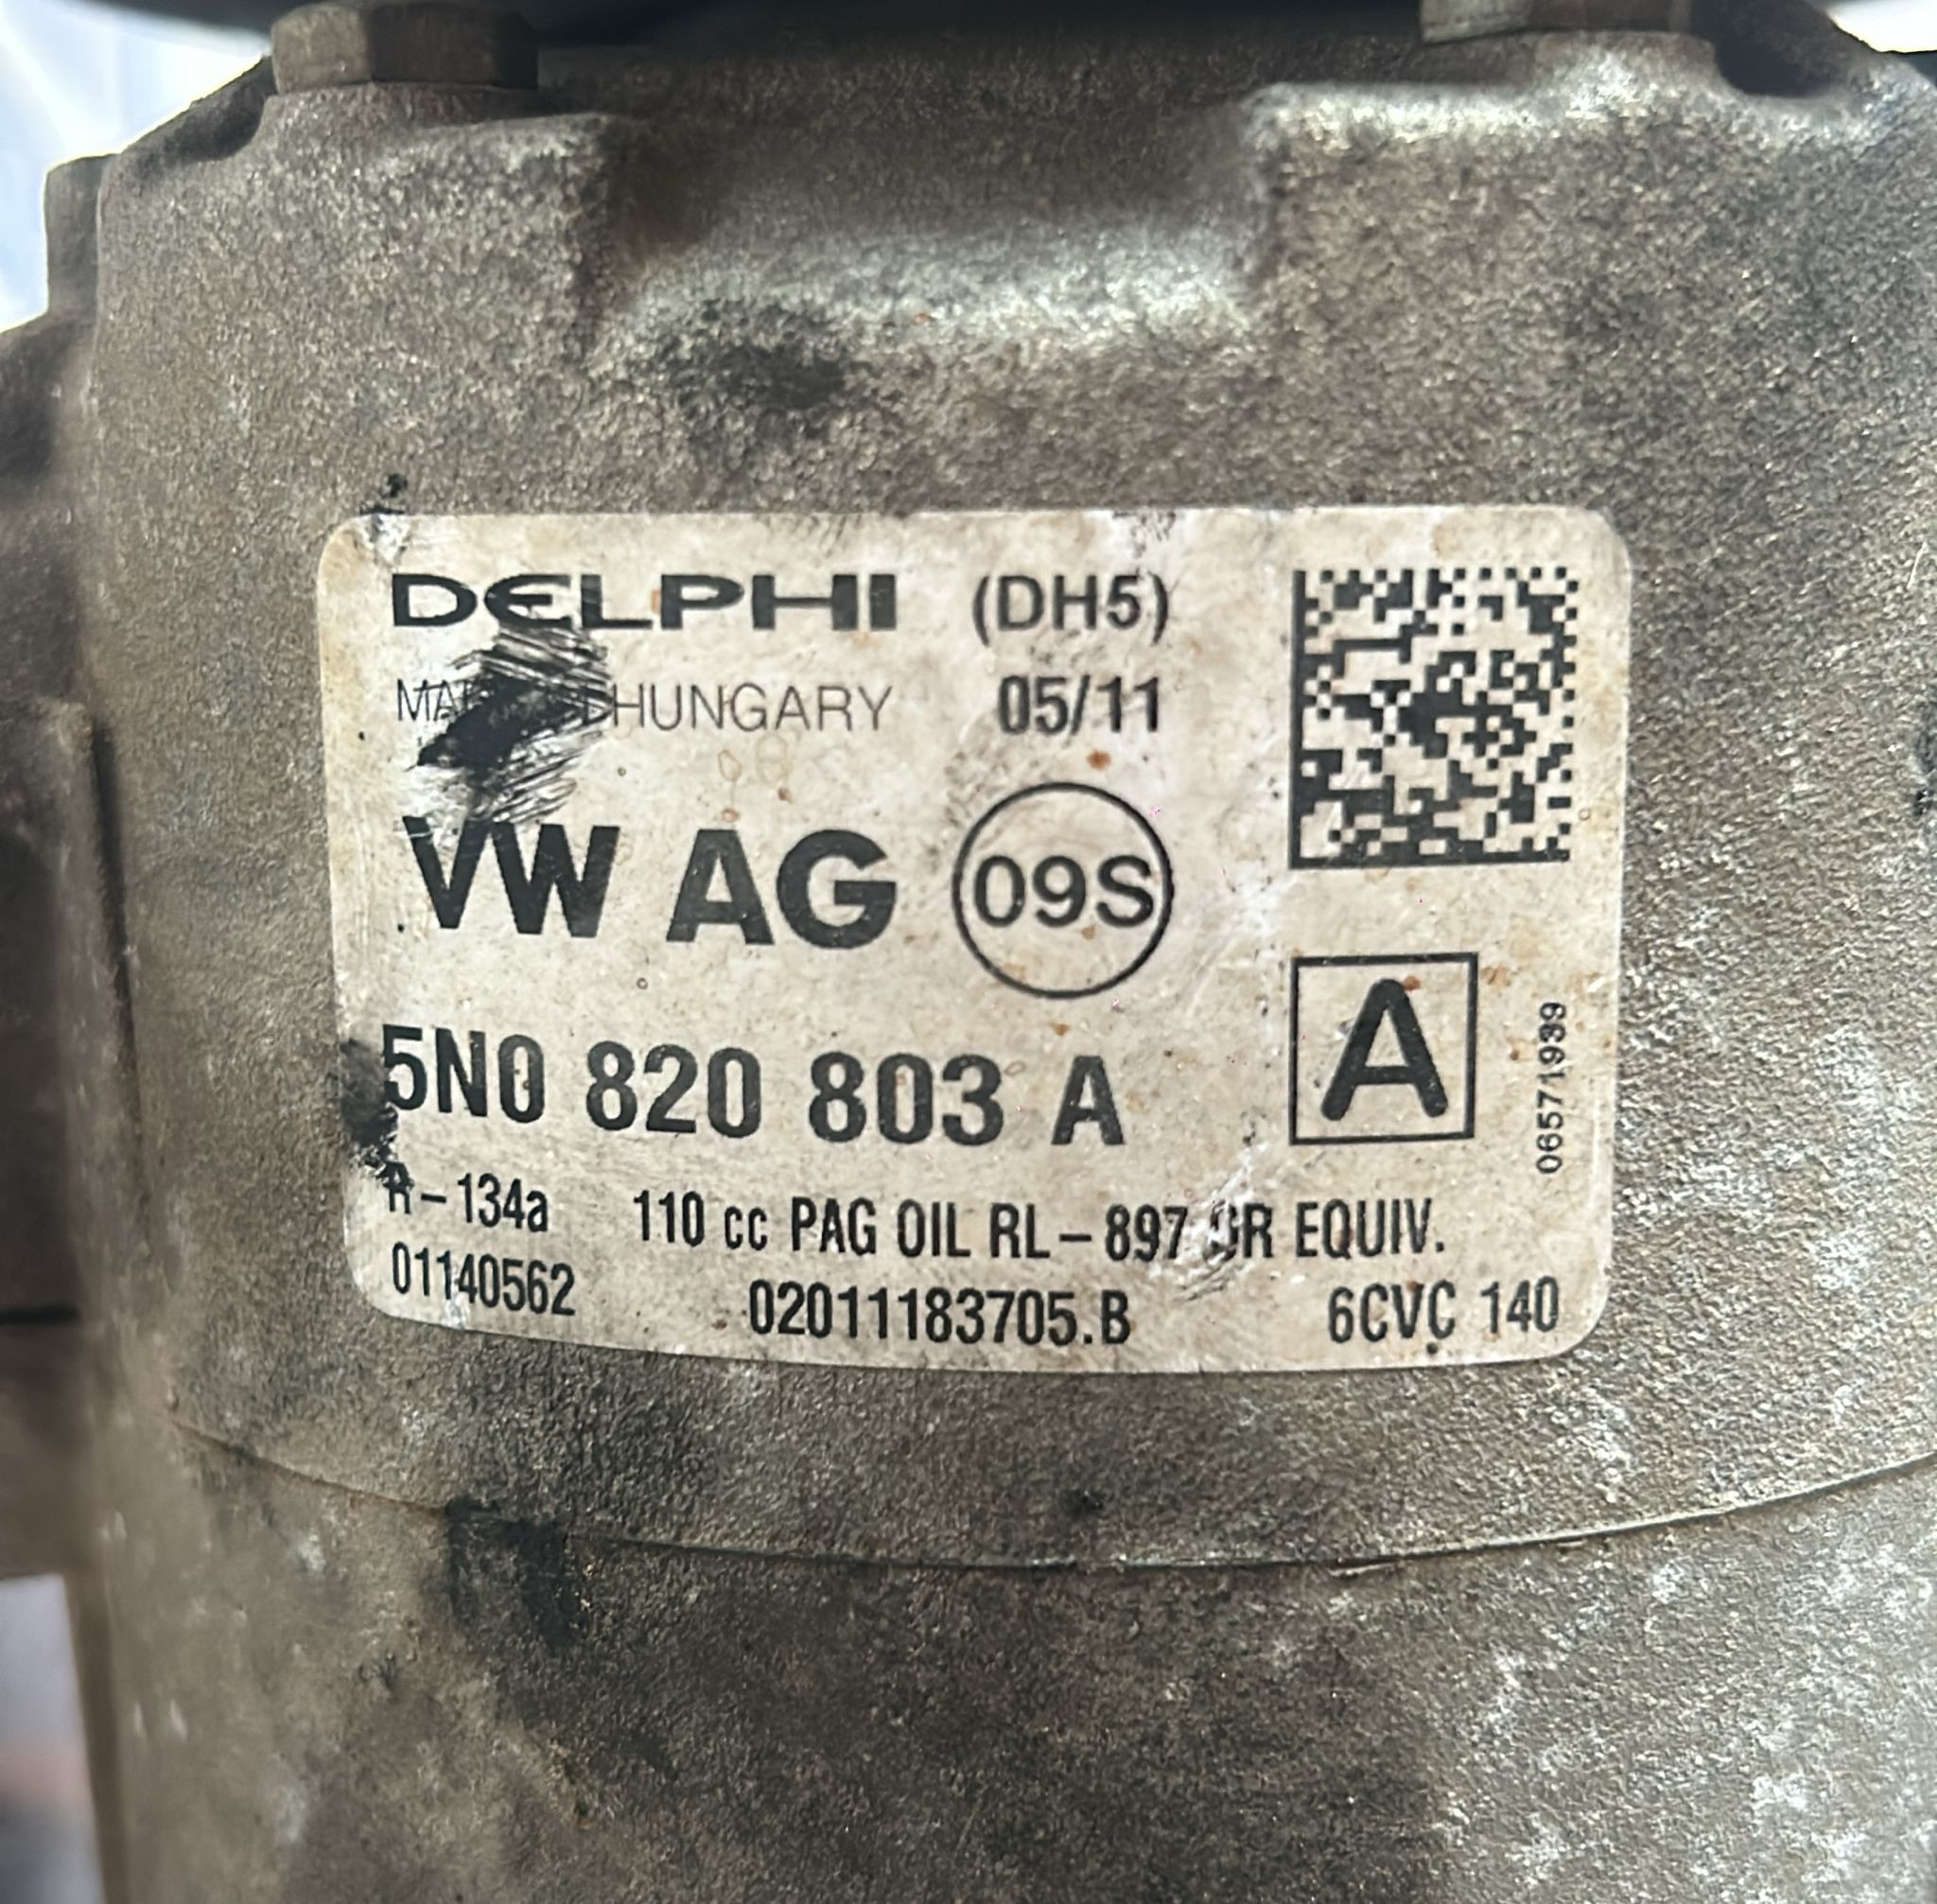 DELPHI (DH5)
HUNGARY 05/11
VW AG 09S
5N0 820 803 A A
06571939
R-134a 110 cc PAG OIL RL-897 OR EQUIV.
01140562 02011183705.B 6CVC 140